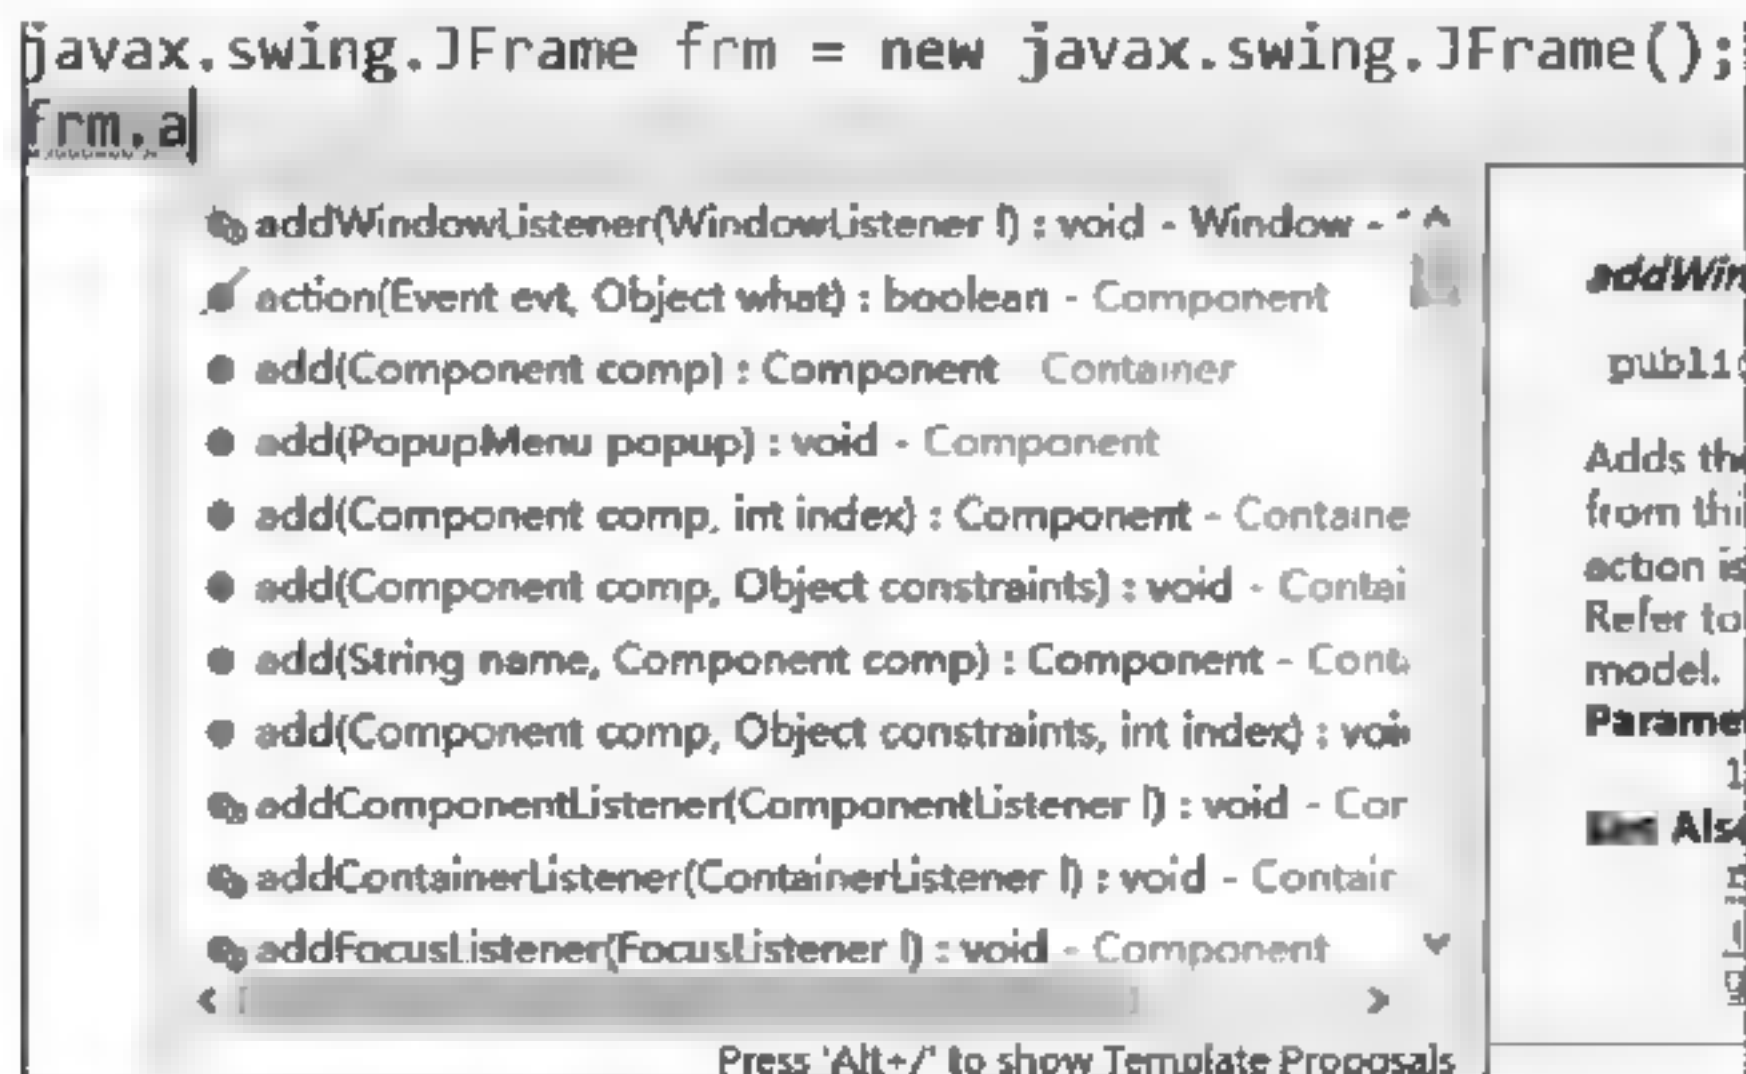 javax.swing.JFrame frm = new javax.swing.JFrame();
frm.a
addWindowListener(WindowListener l) : void - Window -
action(Event evt, Object what) : boolean - Component
add(Component comp) : Component Container
add(PopupMenu popup) : void - Component
add(Component comp, int index) : Component - Containe
add(Component comp, Object constraints) : void - Contai
add(String name, Component comp) : Component - Cont
add(Component comp, Object constraints, int index) : voi
addComponentListener(ComponentListener l) : void - Cor
addContainerListener(ContainerListener l) : void - Contair
addFocusListener(FocusListener l) : void - Component
Press 'Alt+/' to show Template Proposals
addWin
publi
Adds the
from thi
action is
Refer to
model.
Parame
Als